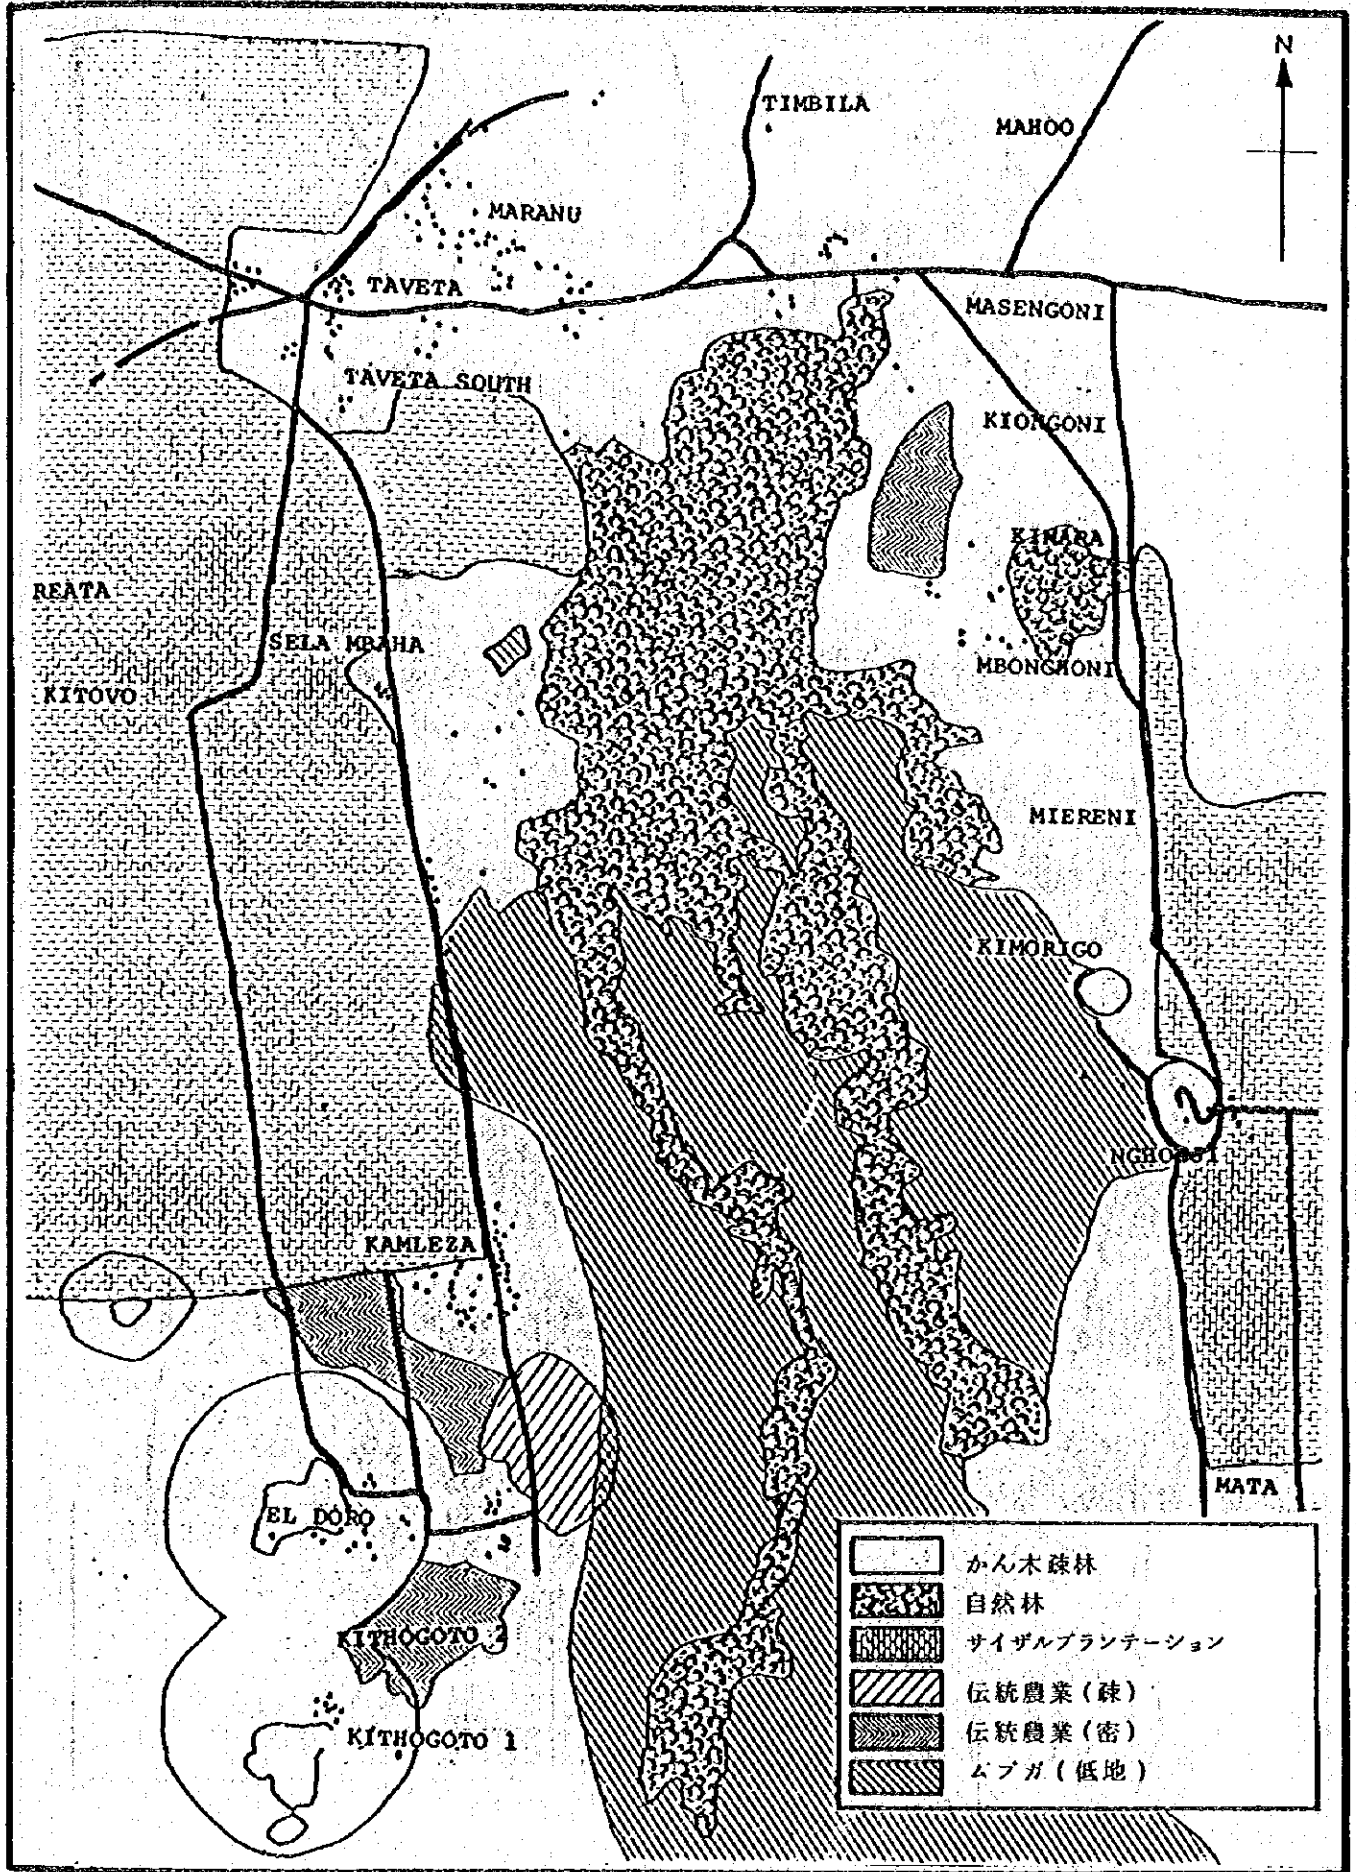 N
TIMBILA
MAHOO
MARANU
TAVETA
MASENGONI
TAVETA SOUTH
KIONGONI
KINARA
REATA
SELA MBAHA
MBONGHONI
KITOVO
MIERENI
KIMORIGO
KAMLEZA
MATA
EL DORO
KITHOGOTO 2
KITHOGOTO 1
かん木疎林
自然林
サイザルプランテーション
伝統農業(疎)
伝統農業(密)
ムブガ(低地)